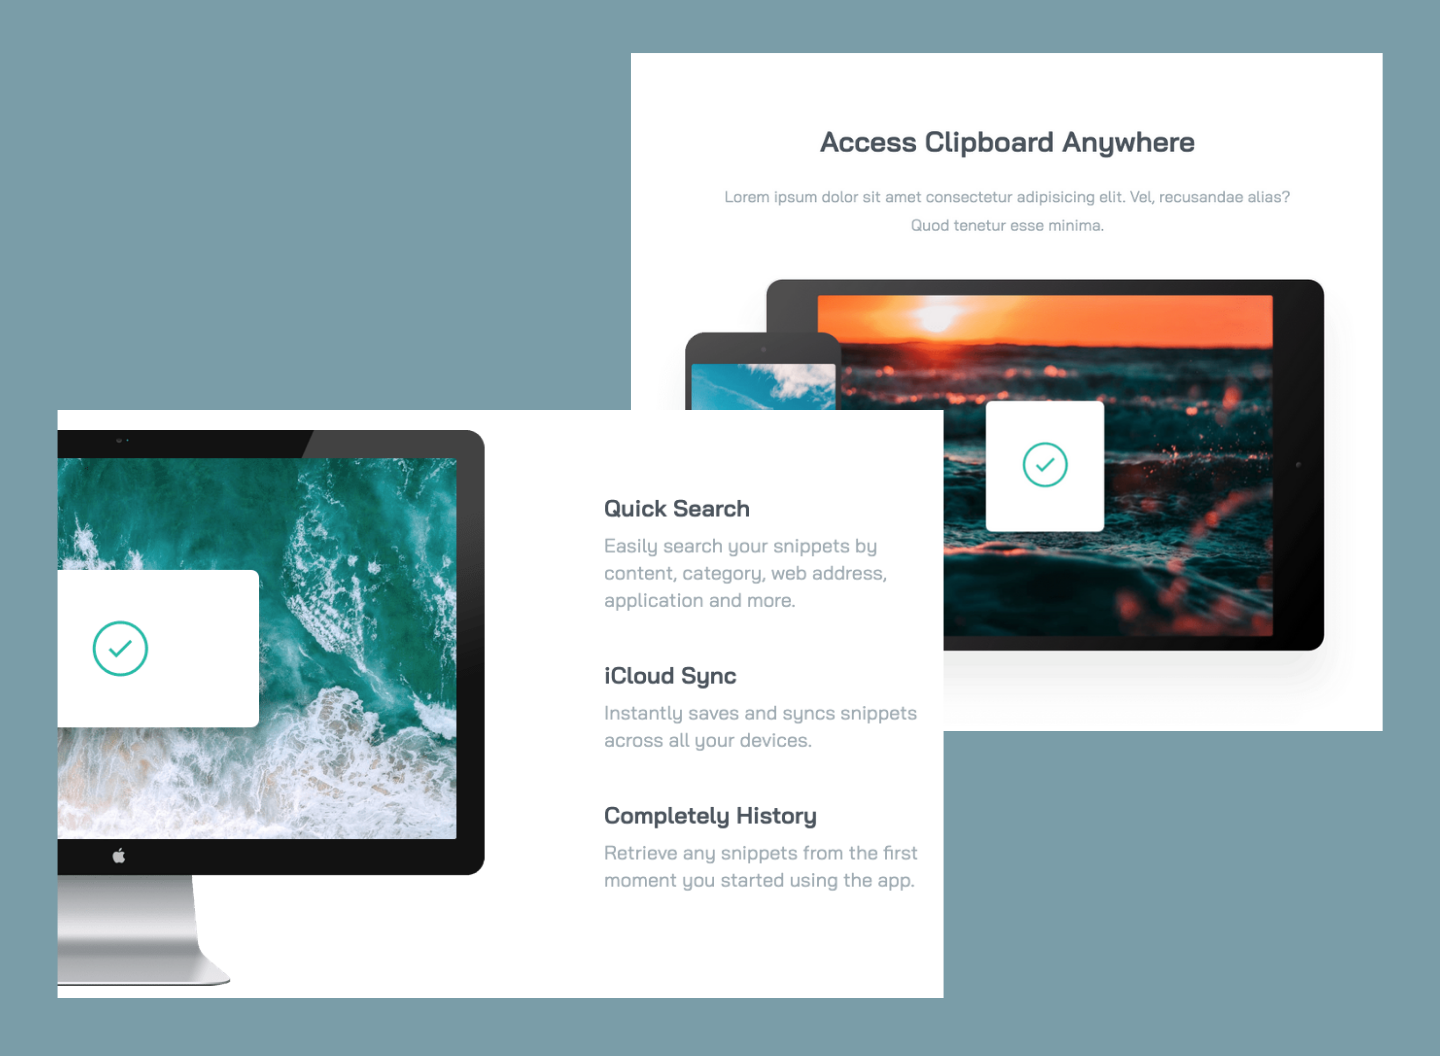 Access Clipboard Anywhere
Lorem ipsum dolor sit amet consectetur adipisicing elit. Vel, recusandae alias?
Quod tenetur esse minima.
Quick Search
Easily search your snippets by
content, category, web address,
application and more.
iCloud Sync
Instantly saves and syncs snippets
across all your devices.
Completely History
Retrieve any snippets from the first
moment you started using the app.